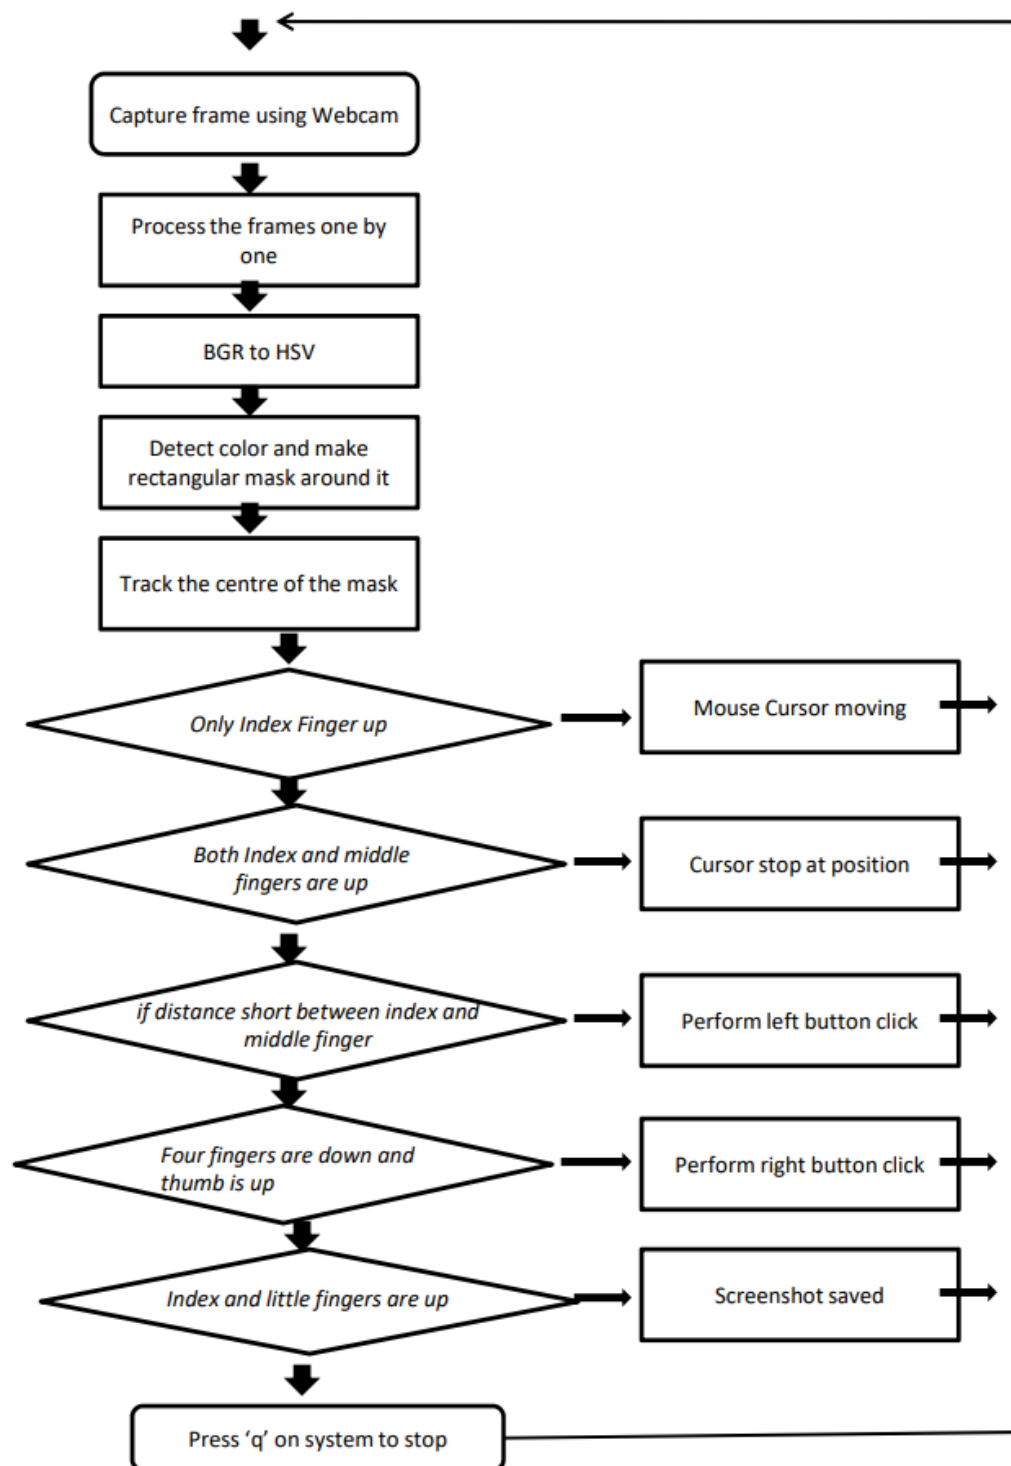 Capture frame using Webcam
Process the frames one by
one
BGR to HSV
Detect color and make
rectangular mask around it
Track the centre of the mask
Only Index Finger up
Mouse Cursor moving
Both Index and middle
fingers are up
Cursor stop at position
if distance short between index and
middle finger
Perform left button click
Four fingers are down and
thumb is up
Perform right button click
Index and little fingers are up
Screenshot saved
Press ‘q’ on system to stop